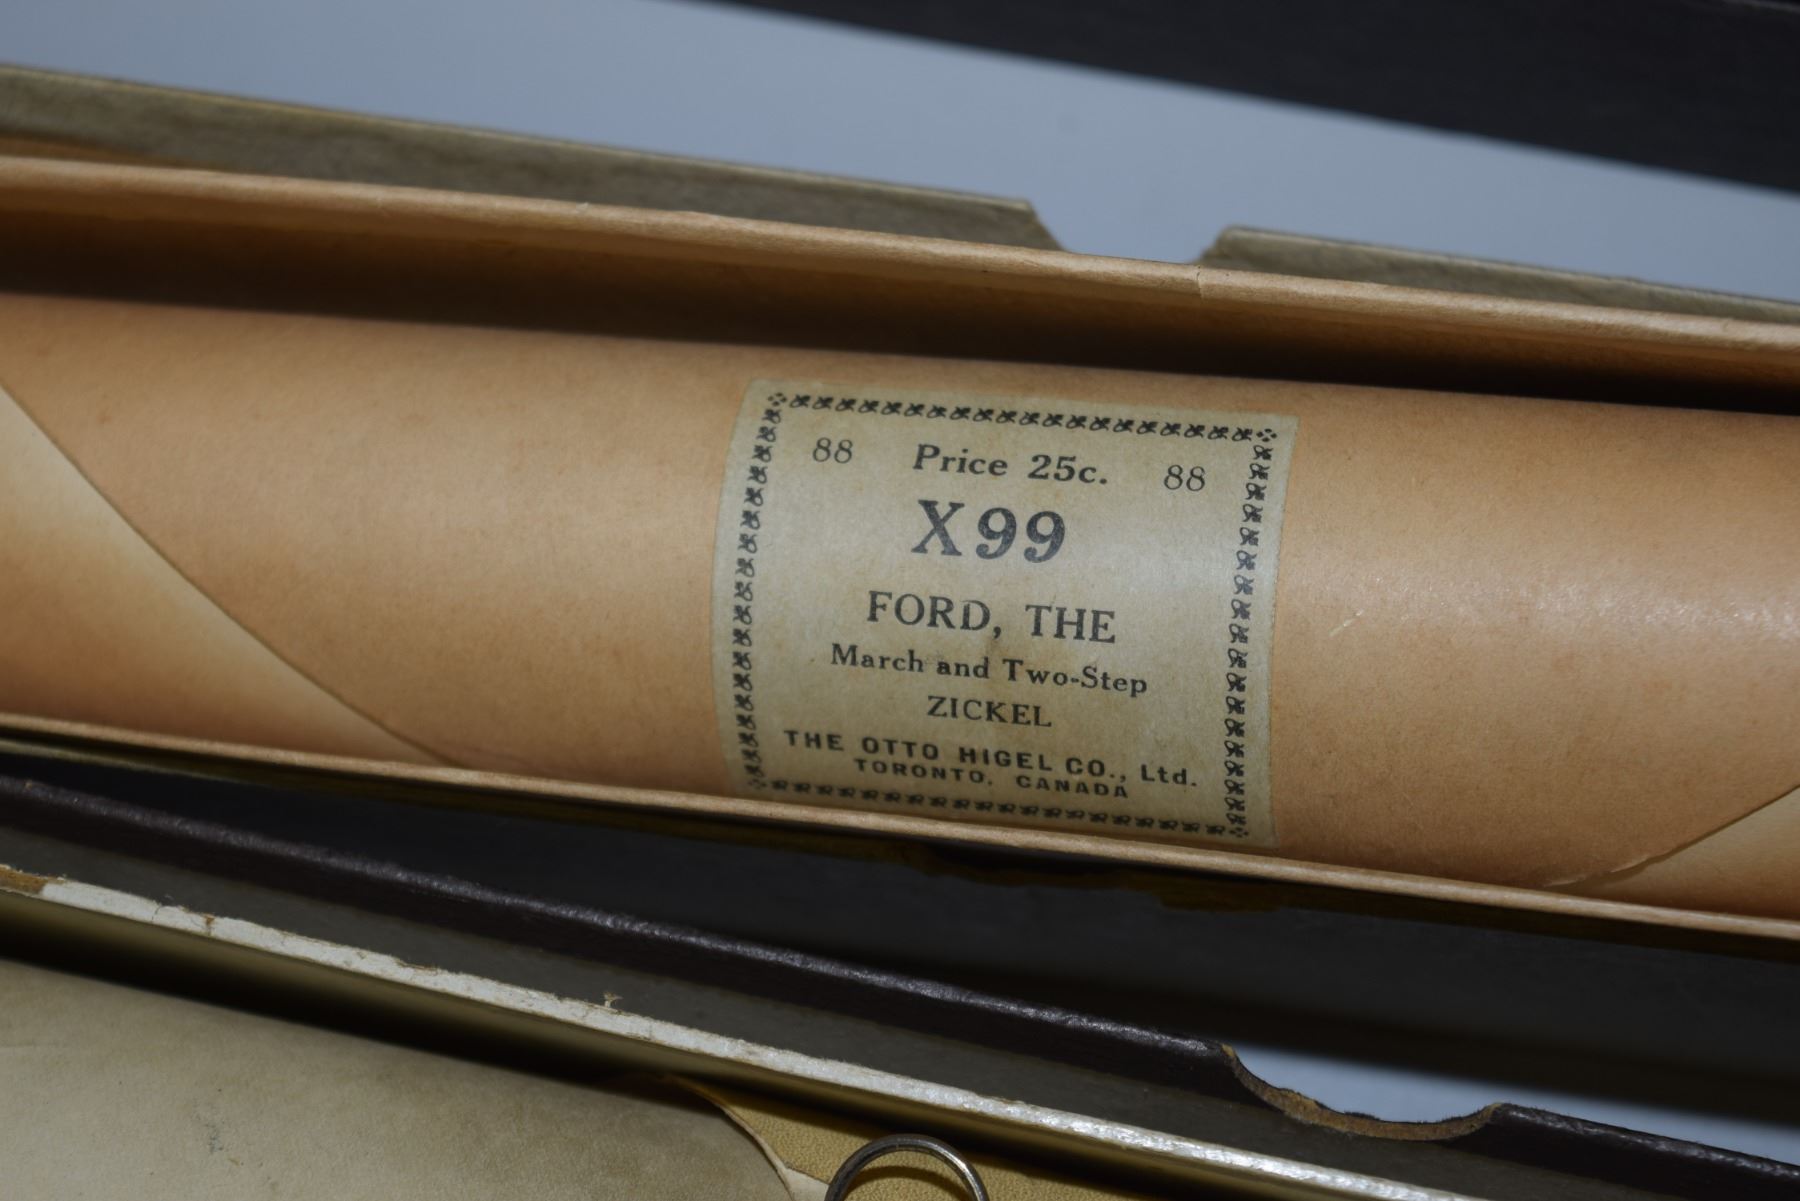 88 Price 25c. 88
X99
FORD, THE
March and Two-Step
ZICKEL
THE OTTO HIGEL CO., Ltd.
TORONTO, CANADA